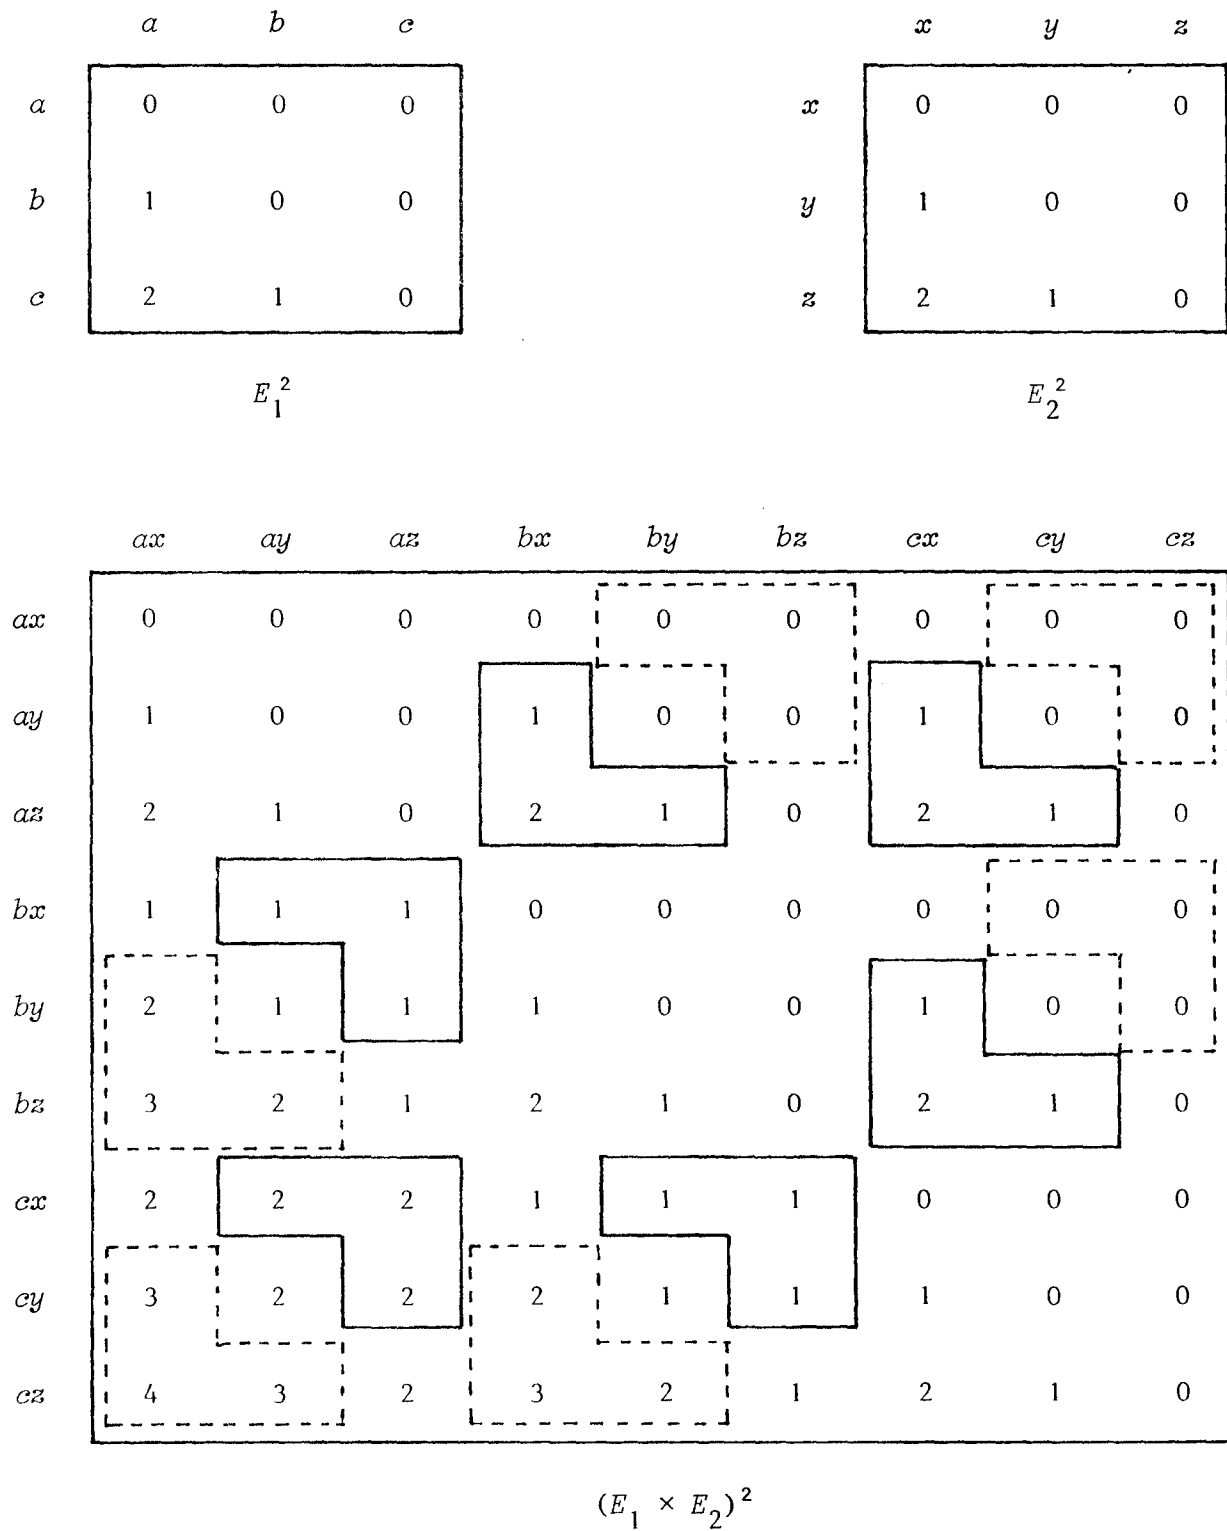 a b c x y z
a 0 0 0 x 0 0 0
b 1 0 0 y 1 0 0
c 2 1 0 z 2 1 0
E₁² E₂²
ax ay az bx by bz cx cy cz
ax 0 0 0 0 0 0 0 0 0
ay 1 0 0 1 0 0 1 0 0
az 2 1 0 2 1 0 2 1 0
bx 1 1 1 0 0 0 0 0 0
by 2 1 1 1 0 0 1 0 0
bz 3 2 1 2 1 0 2 1 0
cx 2 2 2 1 1 1 0 0 0
cy 3 2 2 2 1 1 1 0 0
cz 4 3 2 3 2 1 2 1 0
(E₁ × E₂)²